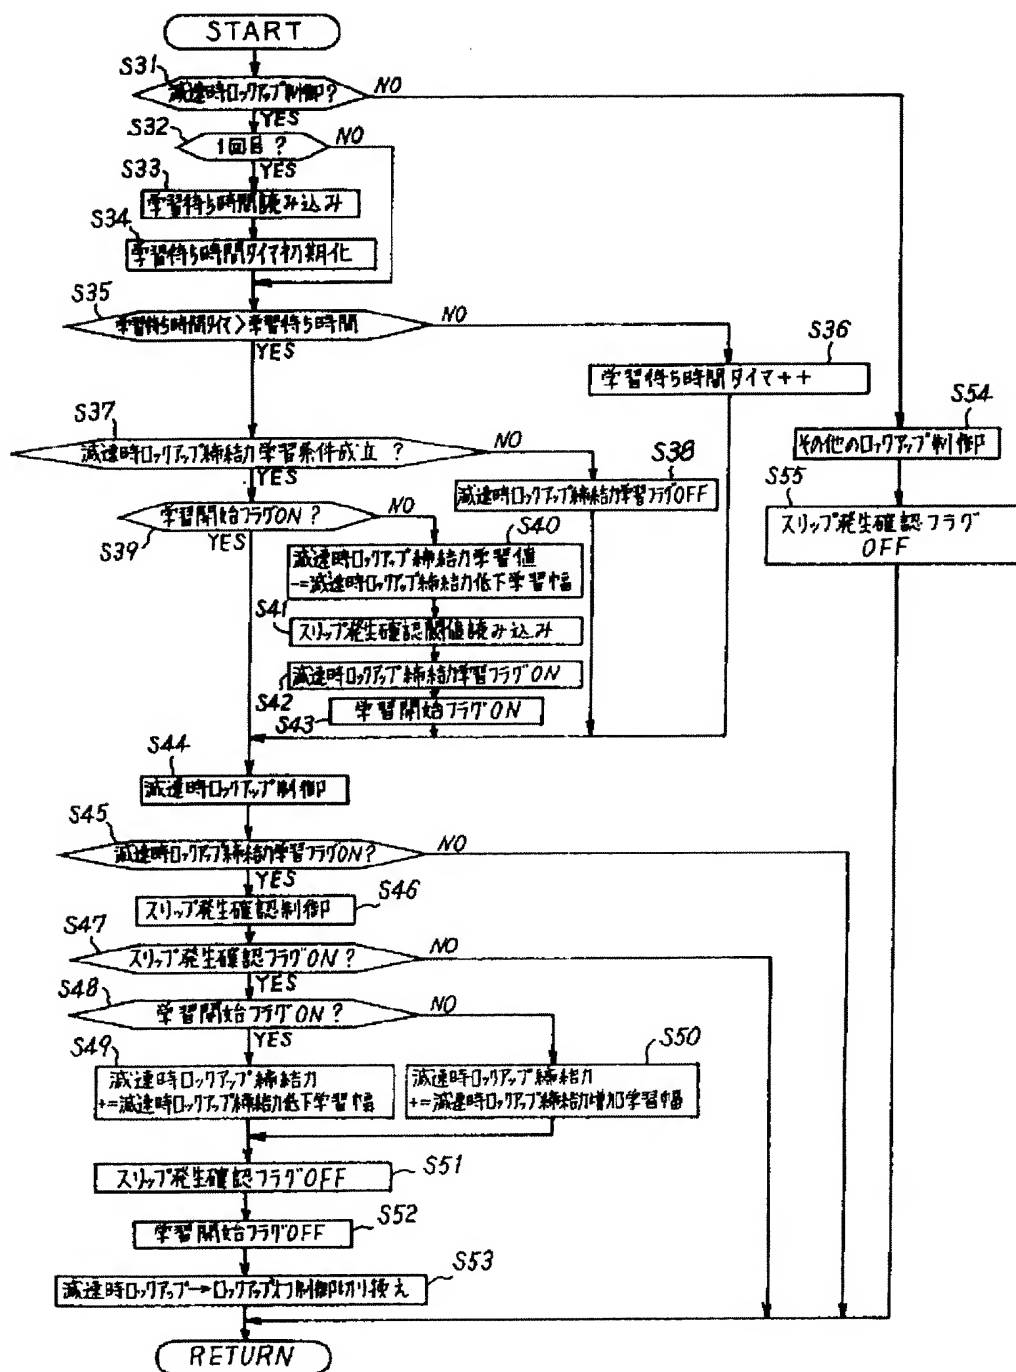 START
S31
減速時ロックアップ制御?
NO
YES
S32
1回目?
NO
YES
S33
学習待ち時間読み込み
S34
学習待ち時間タイマ初期化
S35
学習待ち時間タイマ>学習待ち時間
NO
YES
S36
学習待ち時間タイマ++
S37
減速時ロックアップ締結力学習条件成立?
NO
YES
S38
減速時ロックアップ締結力学習フラグOFF
S54
その他のロックアップ制御
S55
スリップ発生確認フラグ
OFF
学習開始フラグON?
NO
S39
YES
S40
減速時ロックアップ締結力学習値
-=減速時ロックアップ締結力低下学習幅
S41
スリップ発生確認閾値読み込み
減速時ロックアップ締結力学習フラグON
S42
学習開始フラグON
S43
S44
減速時ロックアップ制御
S45
減速時ロックアップ締結力学習フラグON?
NO
YES
S46
スリップ発生確認制御
S47
スリップ発生確認フラグON?
NO
YES
S48
学習開始フラグON?
NO
YES
S49
減速時ロックアップ締結力
+=減速時ロックアップ締結力低下学習幅
S50
減速時ロックアップ締結力
+=減速時ロックアップ締結力増加学習幅
S51
スリップ発生確認フラグOFF
S52
学習開始フラグOFF
S53
減速時ロックアップ→ロックアップオフ制御切り換え
RETURN